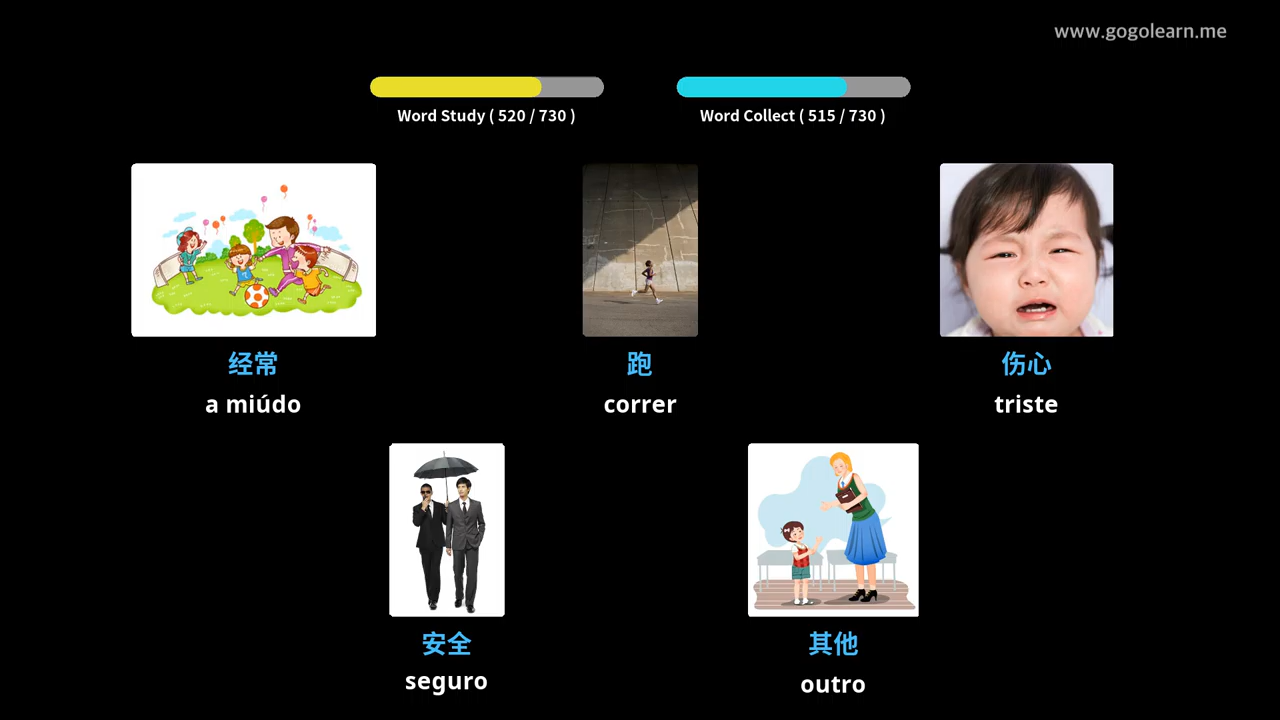 www.gogolearn.me
Word Study ( 520 / 730 )
Word Collect ( 515 / 730 )
经常
a miúdo
跑
correr
伤心
triste
安全
seguro
其他
outro